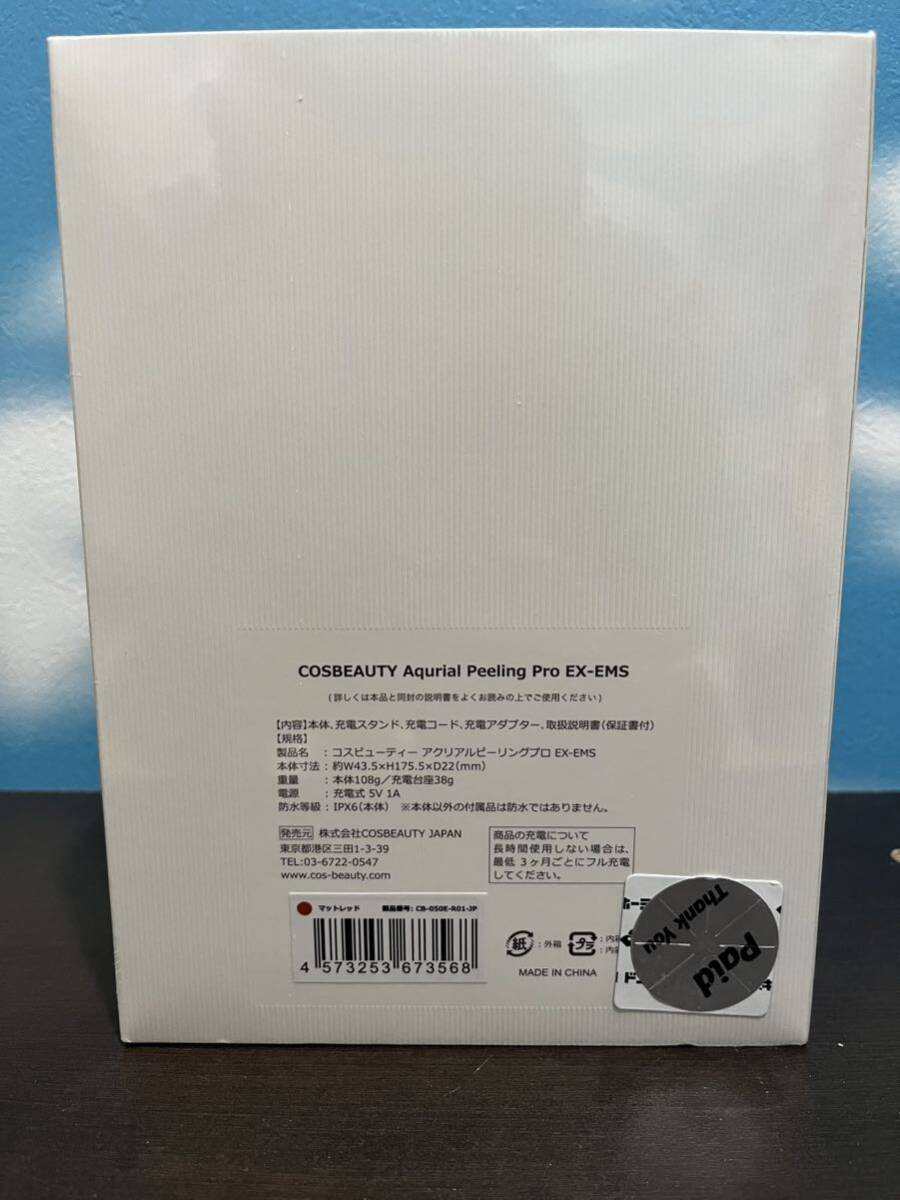 COSBEAUTY Aqurial Peeling Pro EX-EMS
(詳しくは本品と同封の説明書をよくお読みの上でご使用ください)
【内容】本体、充電スタンド、充電コード、充電アダプター、取扱説明書(保証書付)
【規格】
製品名 : コスビューティー アクリアルピーリングプロ EX-EMS
本体寸法 : 約W43.5×H175.5×D22(mm)
重量 : 本体108g/充電台座38g
電源 : 充電式 5V 1A
防水等級 : IPX6(本体) ※本体以外の付属品は防水ではありません。
発売元 株式会社COSBEAUTY JAPAN
東京都港区三田1-3-39
TEL:03-6722-0547
www.cos-beauty.com
商品の充電について
長時間使用しない場合は、
最低 3ヶ月ごとにフル充電
してください。
マットレッド 製品番号: CB-050E-R01-JP
4 573253 673568
紙 : 外箱 プラ : 内箱
: 内
MADE IN CHINA
Paid
Thank You